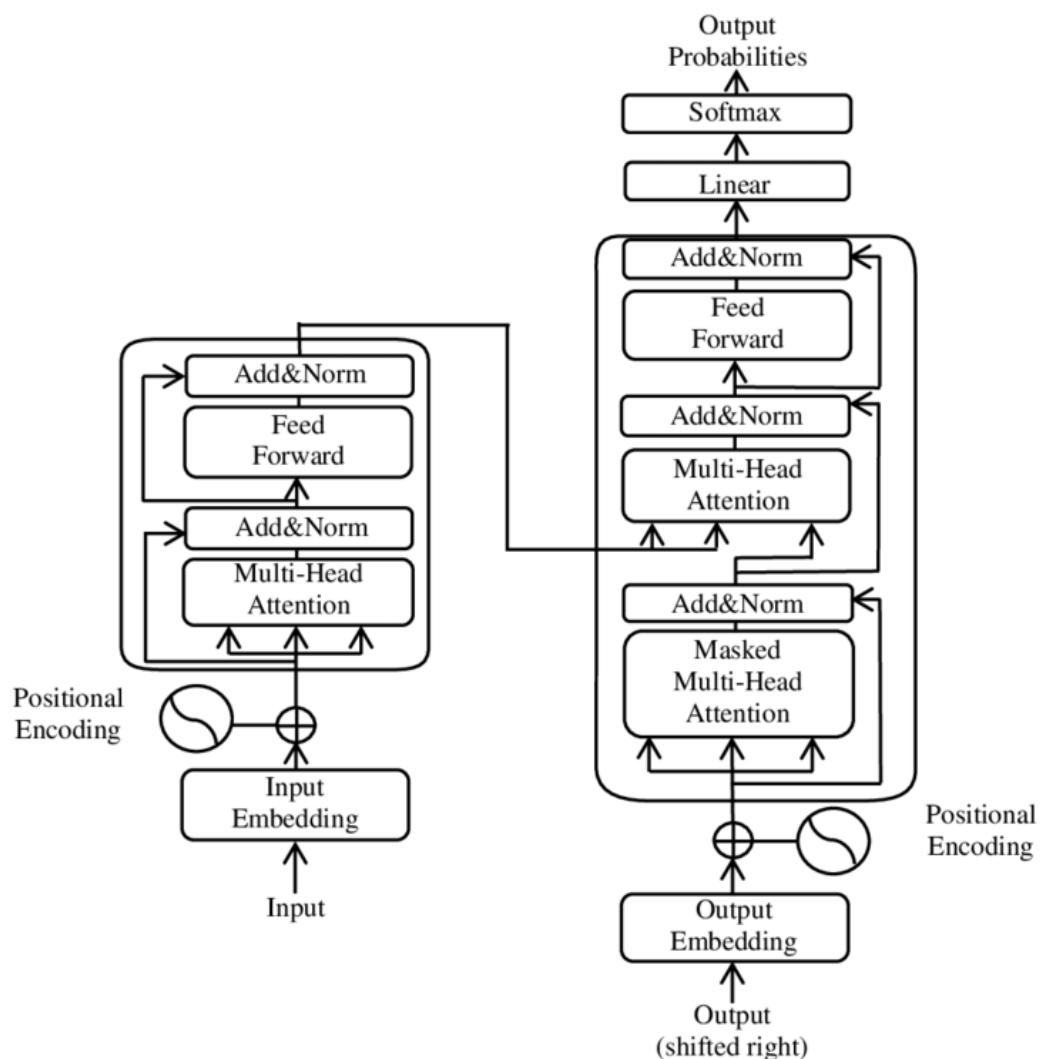 Output
Probabilities
Softmax
Linear
Add&Norm
Feed
Forward
Add&Norm
Multi-Head
Attention
Add&Norm
Masked
Multi-Head
Attention
Positional
Encoding
Output
Embedding
Output
(shifted right)
Add&Norm
Feed
Forward
Add&Norm
Multi-Head
Attention
Positional
Encoding
Input
Embedding
Input